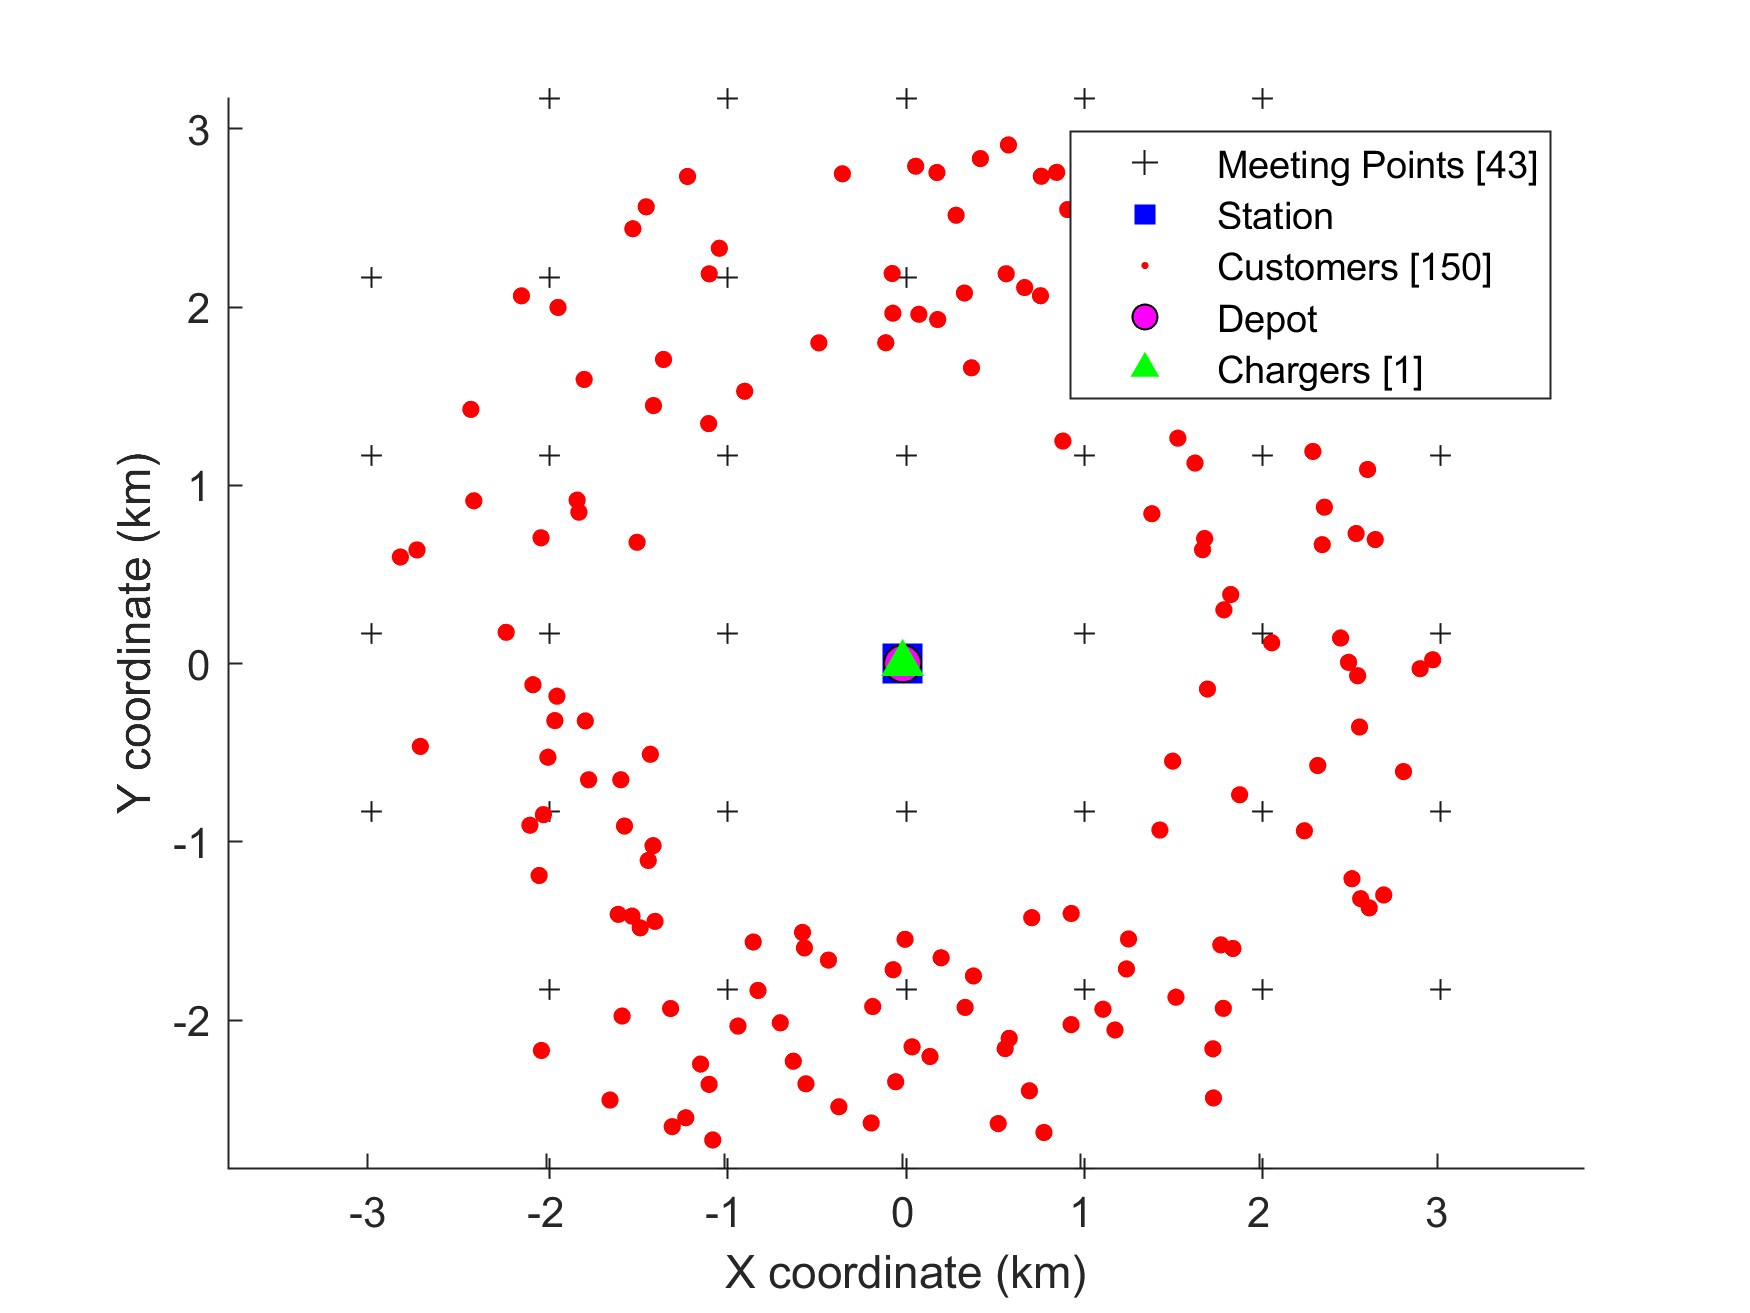 3
2
1
0
-1
-2
-3
-2
-1
0
1
2
3
X coordinate (km)
Y coordinate (km)
Meeting Points [43]
Station
Customers [150]
Depot
Chargers [1]